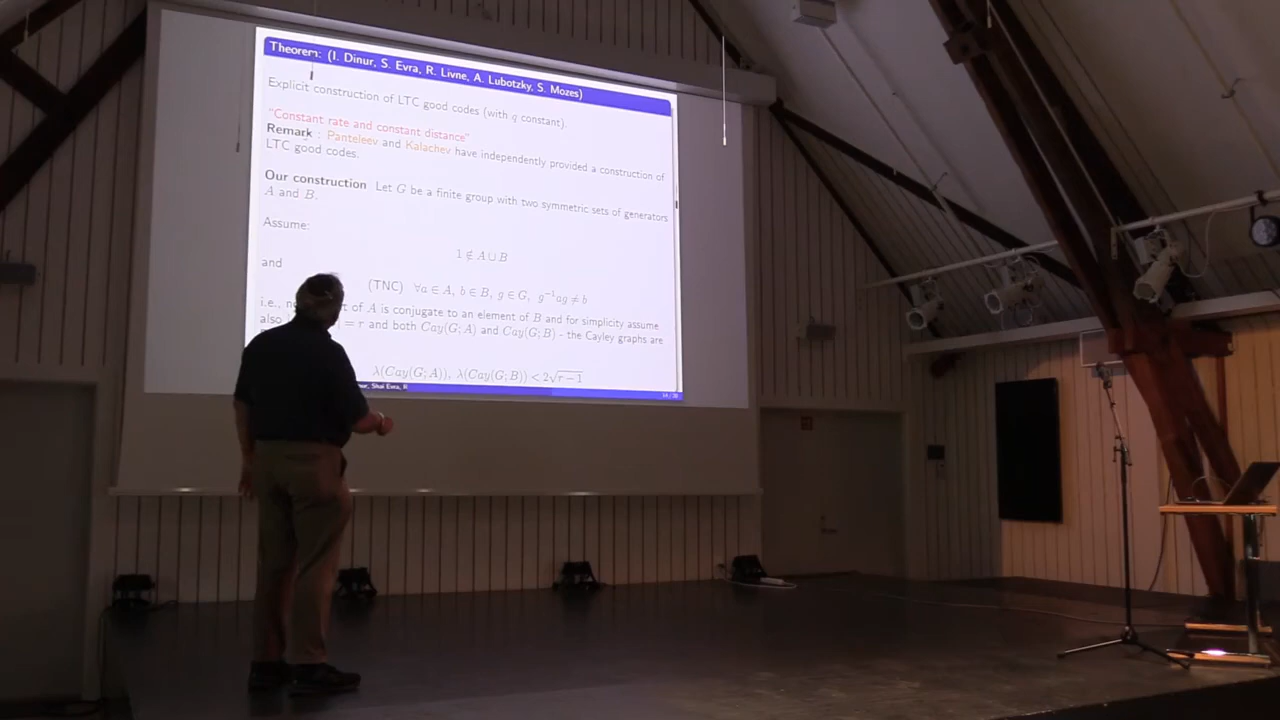 Theorem: (I. Dinur, S. Evra, R. Livne, A. Lubotzky, S. Mozes)
Explicit construction of LTC good codes (with q constant).
"Constant rate and constant distance"
Remark : Panteleev and Kalachev have independently provided a construction of
LTC good codes.
Our construction Let G be a finite group with two symmetric sets of generators
A and B.
Assume:
1 ∉ A ∪ B
and
(TNC) ∀a ∈ A, b ∈ B, g ∈ G, g⁻¹ag ≠ b
i.e., of A is conjugate to an element of B and for simplicity assume
also = r and both Cay(G; A) and Cay(G; B) - the Cayley graphs are
λ(Cay(G; A)), λ(Cay(G; B)) < 2√r − 1
Shai Evra, R
14 /